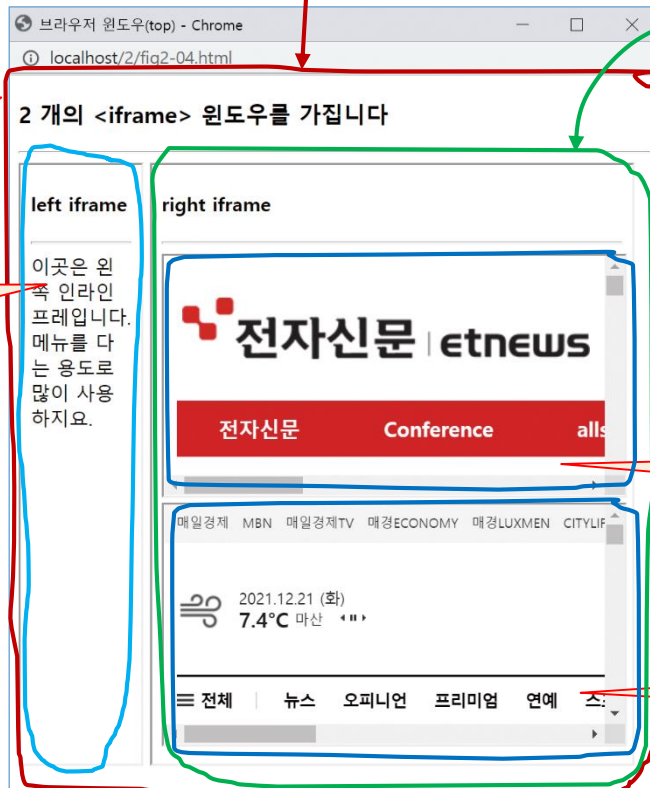 브라우저 윈도우(top) - Chrome
localhost/2/fig2-04.html
2 개의 <iframe> 윈도우를 가집니다
left iframe
이곳은 왼
쪽 인라인
프레입니다.
메뉴를 다
는 용도로
많이 사용
하지요.
right iframe
전자신문 | etnews
전자신문 Conference alls
매일경제 MBN 매일경제TV 매경ECONOMY 매경LUXMEN CITYLIF
2021.12.21 (화)
7.4°C 마산
전체 뉴스 오피니언 프리미엄 연예